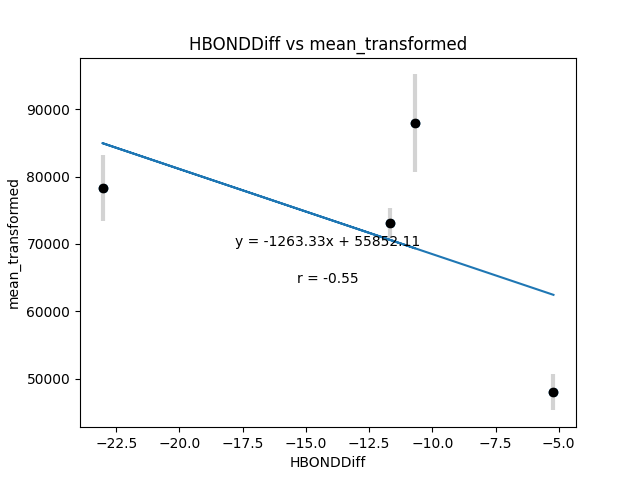 HBONDDiff vs mean_transformed
90000
80000
70000
60000
50000
mean_transformed
y = -1263.33x + 55852.11
r = -0.55
−22.5 −20.0 −17.5 −15.0 −12.5 −10.0 −7.5 −5.0
HBONDDiff